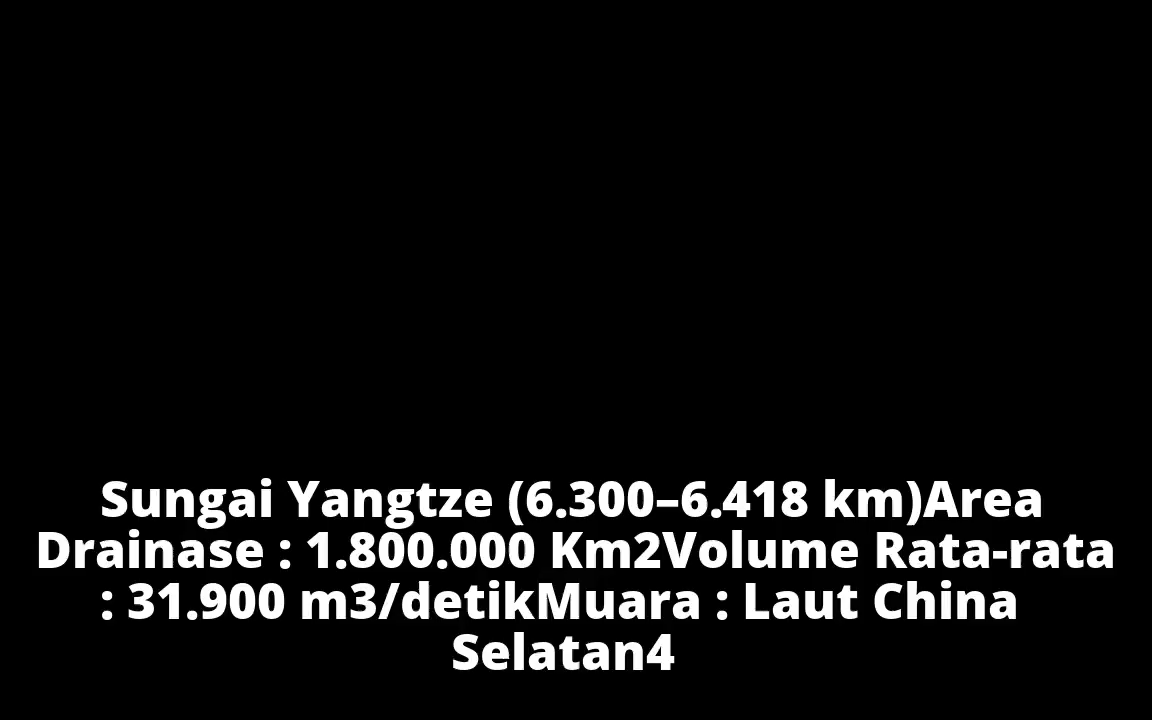 Sungai Yangtze (6.300–6.418 km)Area
Drainase : 1.800.000 Km2Volume Rata-rata
: 31.900 m3/detikMuara : Laut China
Selatan4